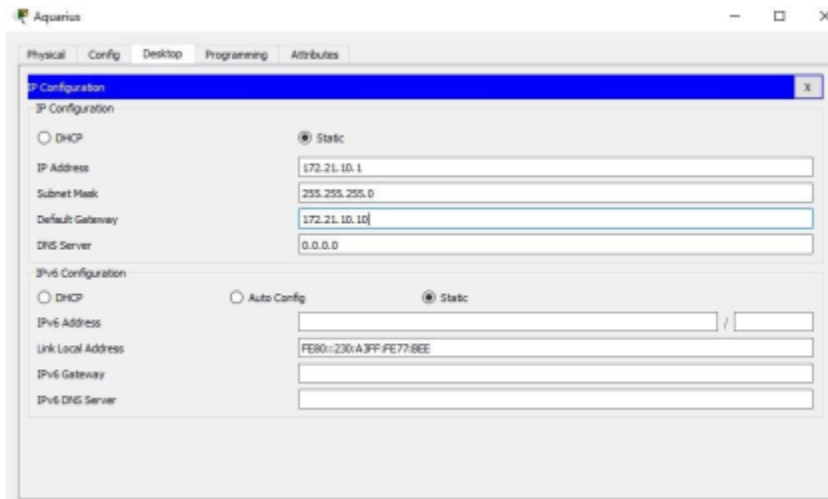 Aquarius
Physical Config Desktop Programming Attributes
IP Configuration X
IP Configuration
DHCP Static
IP Address 172.21.10.1
Subnet Mask 255.255.255.0
Default Gateway 172.21.10.10
DNS Server 0.0.0.0
IPv6 Configuration
DHCP Auto Config Static
IPv6 Address /
Link Local Address FE80::230:A3FF:FE77:BEE
IPv6 Gateway
IPv6 DNS Server